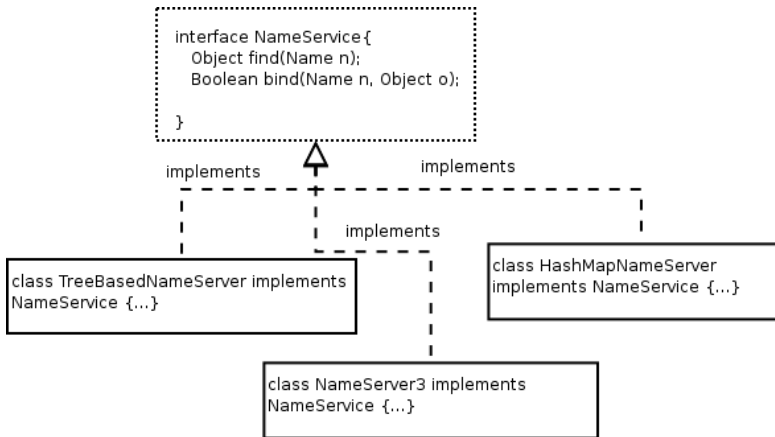 interface NameService{
Object find(Name n);
Boolean bind(Name n, Object o);
}
implements
implements
implements
class TreeBasedNameServer implements
NameService {...}
class HashMapNameServer
implements NameService {...}
class NameServer3 implements
NameService {...}